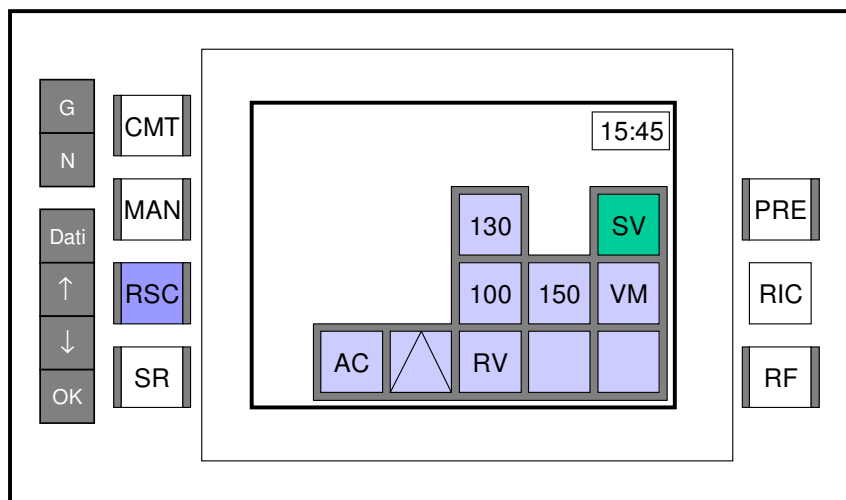 G
N
Dati
↑
↓
OK
CMT
MAN
RSC
SR
15:45
130 SV
100 150 VM
AC RV
PRE
RIC
RF